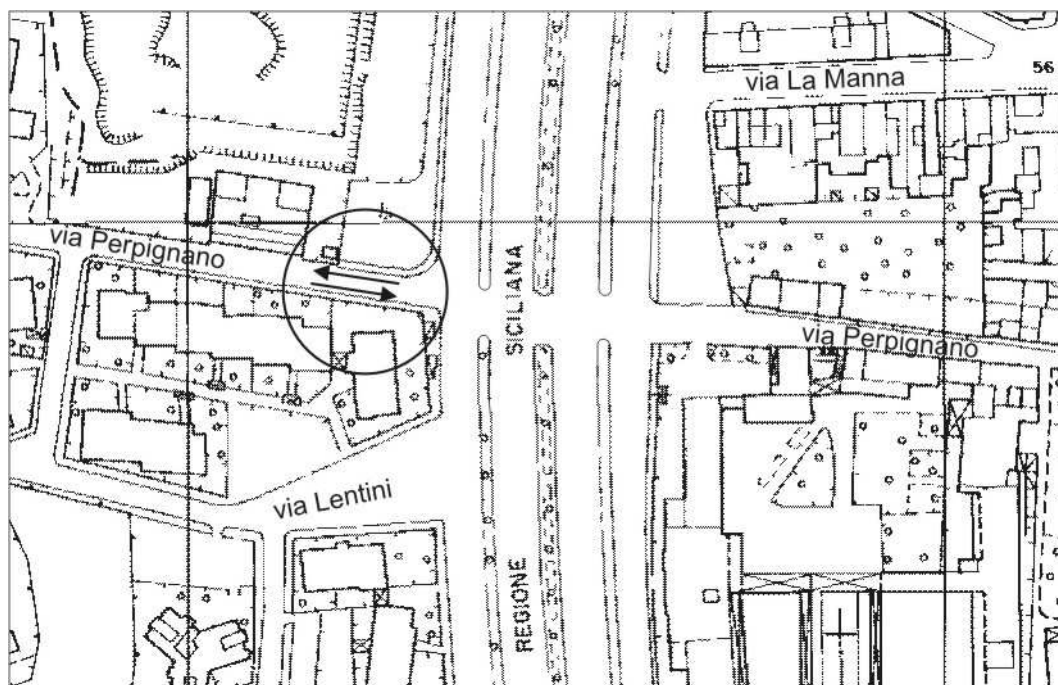 via La Manna
56
via Perpignano
SICILIANA
via Perpignano
via Lentini
REGIONE